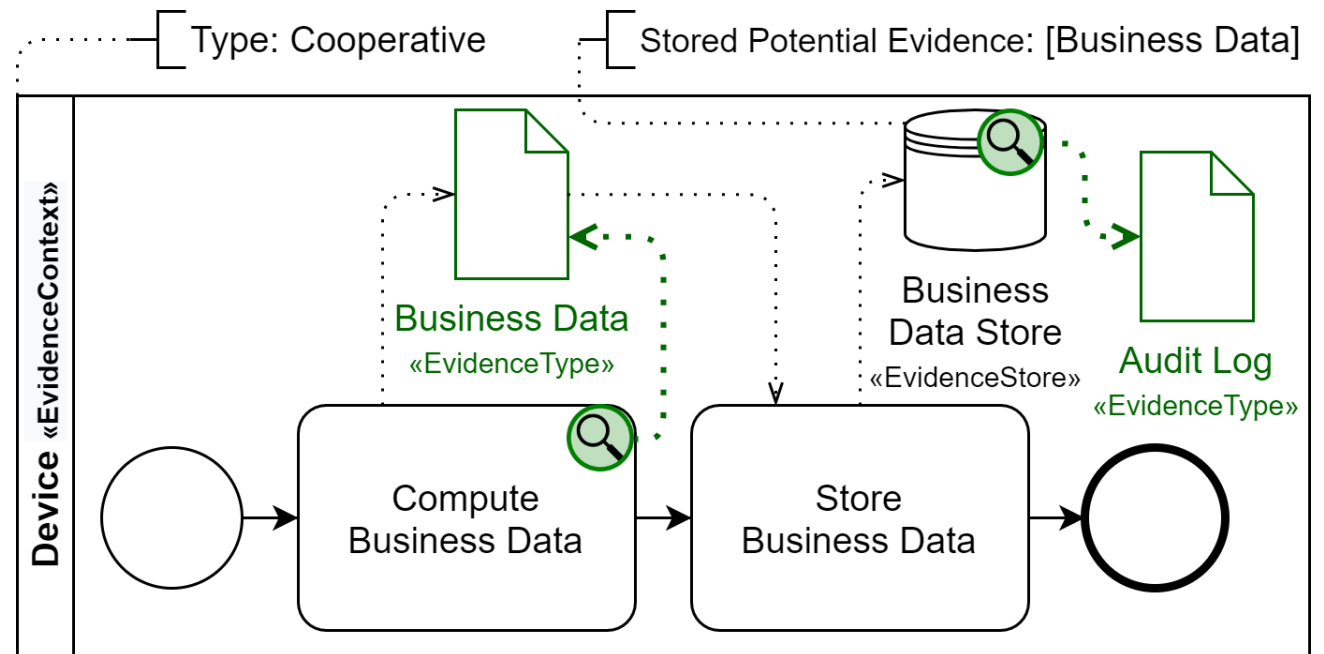 Type: Cooperative
Stored Potential Evidence: [Business Data]
Device «EvidenceContext»
Business Data
«EvidenceType»
Business
Data Store
«EvidenceStore»
Audit Log
«EvidenceType»
Compute
Business Data
Store
Business Data